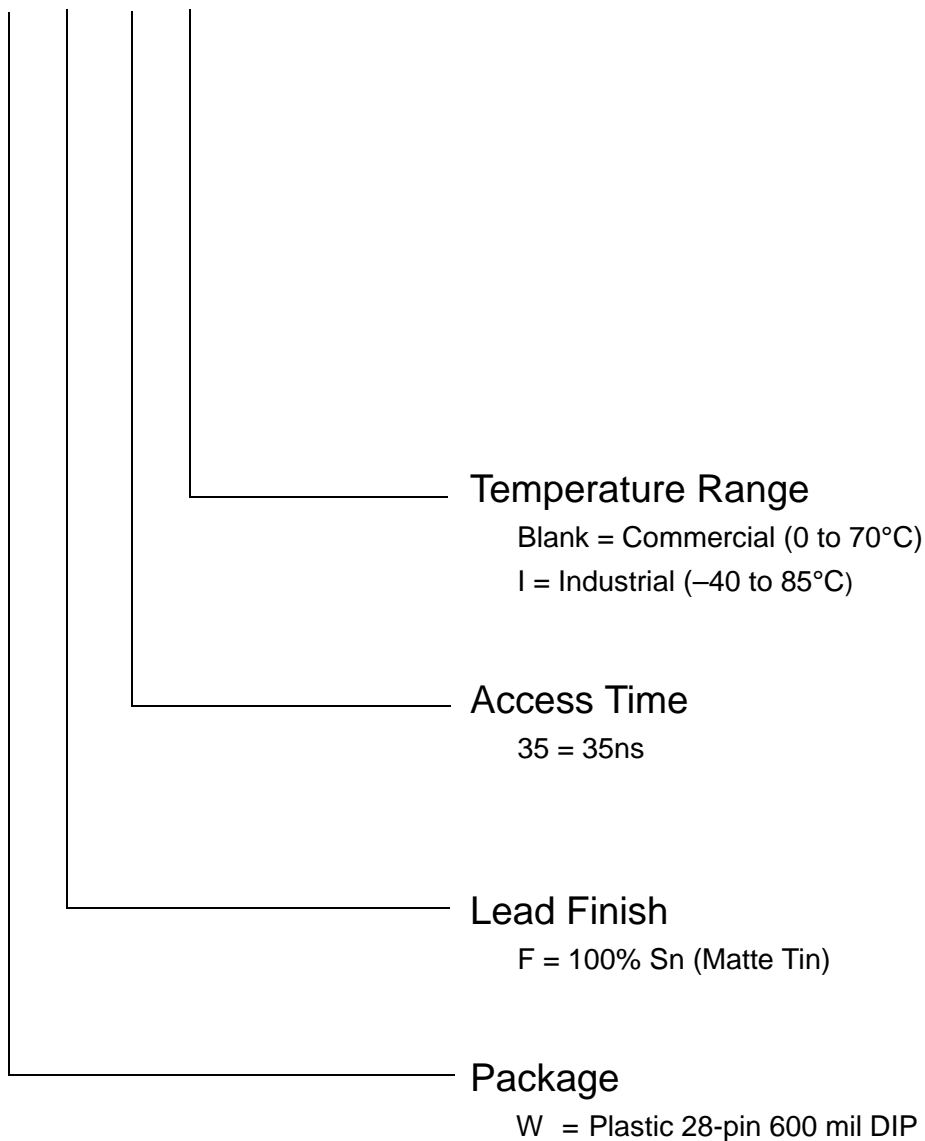 Temperature Range
Blank = Commercial (0 to 70°C)
I = Industrial (–40 to 85°C)
Access Time
35 = 35ns
Lead Finish
F = 100% Sn (Matte Tin)
Package
W = Plastic 28-pin 600 mil DIP